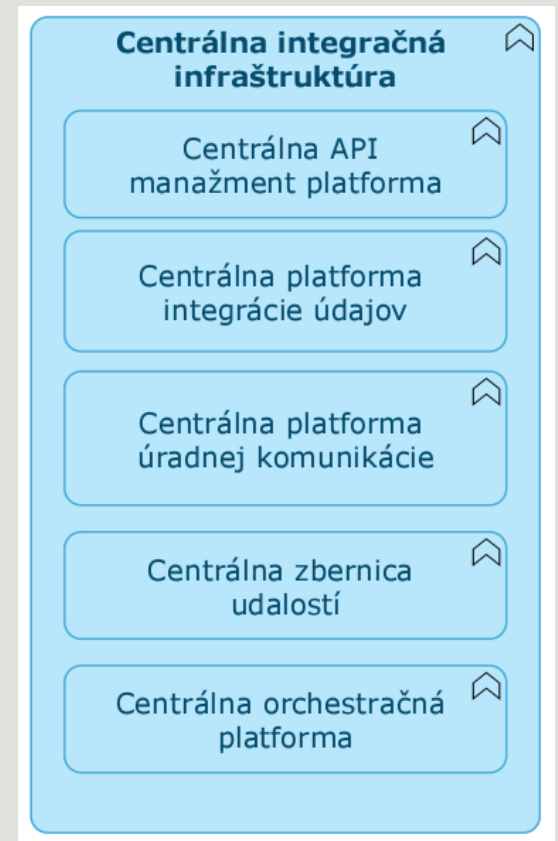 Centrálna integračná
infraštruktúra
Centrálna API
manažment platforma
Centrálna platforma
integrácie údajov
Centrálna platforma
úradnej komunikácie
Centrálna zbernica
udalostí
Centrálna orchestračná
platforma